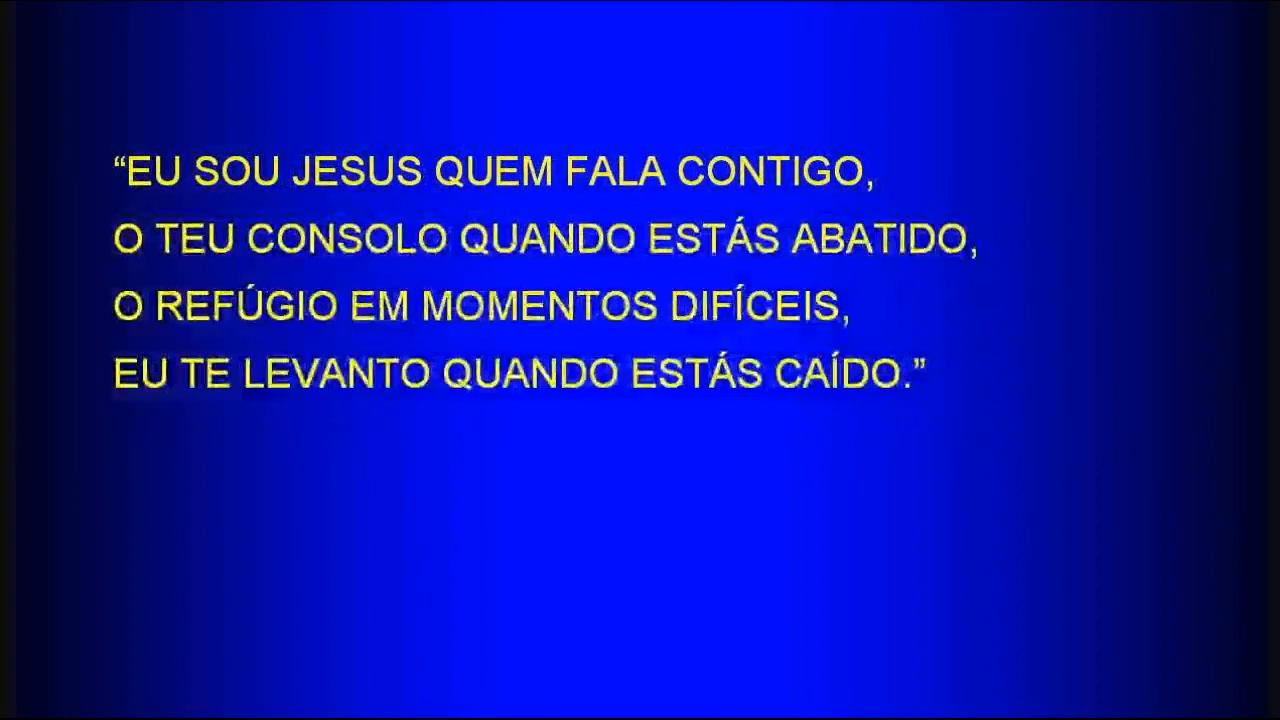 “EU SOU JESUS QUEM FALA CONTIGO,
O TEU CONSOLO QUANDO ESTÁS ABATIDO,
O REFÚGIO EM MOMENTOS DIFÍCEIS,
EU TE LEVANTO QUANDO ESTÁS CAÍDO.”